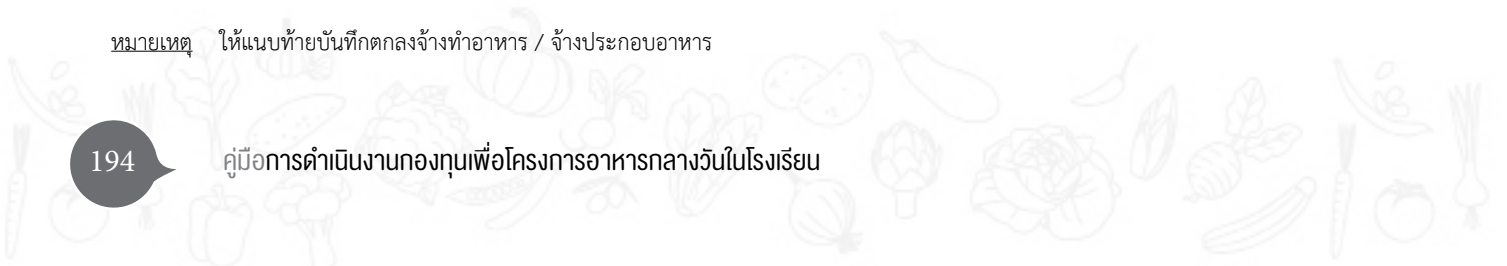 หมายเหตุ ให้แนบท้ายบันทึกตกลงจ้างทำอาหาร / จ้างประกอบอาหาร
194 คู่มือการดำเนินงานกองทุนเพื่อโครงการอาหารกลางวันในโรงเรียน